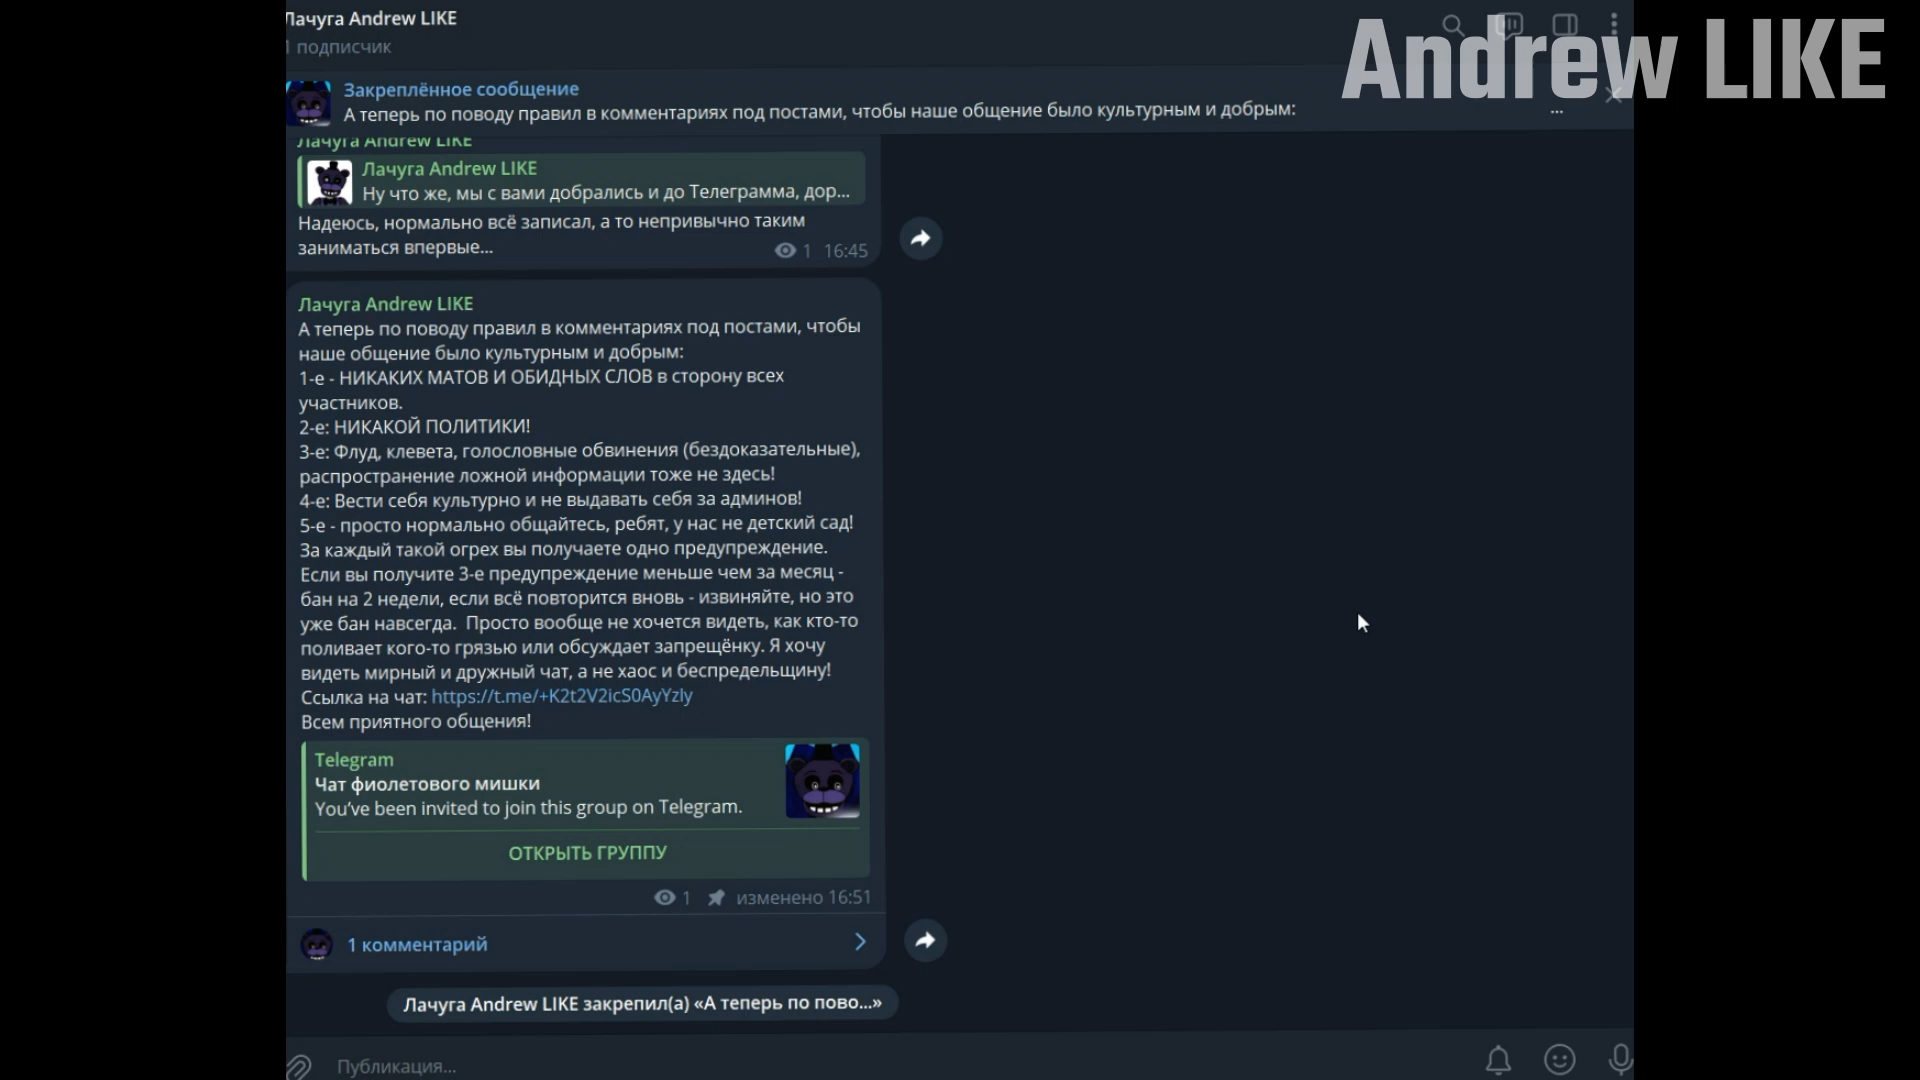 Лачуга Andrew LIKE
1 подписчик
Andrew LIKE
Закреплённое сообщение
А теперь по поводу правил в комментариях под постами, чтобы наше общение было культурным и добрым:
...
Лачуга Andrew LIKE
Лачуга Andrew LIKE
Ну что же, мы с вами добрались и до Телеграмма, дор...
Надеюсь, нормально всё записал, а то непривычно таким
заниматься впервые...
1 16:45
Лачуга Andrew LIKE
А теперь по поводу правил в комментариях под постами, чтобы
наше общение было культурным и добрым:
1-е - НИКАКИХ МАТОВ И ОБИДНЫХ СЛОВ в сторону всех
участников.
2-е: НИКАКОЙ ПОЛИТИКИ!
3-е: Флуд, клевета, голословные обвинения (бездоказательные),
распространение ложной информации тоже не здесь!
4-е: Вести себя культурно и не выдавать себя за админов!
5-е - просто нормально общайтесь, ребят, у нас не детский сад!
За каждый такой огрех вы получаете одно предупреждение.
Если вы получите 3-е предупреждение меньше чем за месяц -
бан на 2 недели, если всё повторится вновь - извиняйте, но это
уже бан навсегда. Просто вообще не хочется видеть, как кто-то
поливает кого-то грязью или обсуждает запрещёнку. Я хочу
видеть мирный и дружный чат, а не хаос и беспредельщину!
Ссылка на чат: https://t.me/+K2t2V2icS0AyYzIy
Всем приятного общения!
Telegram
Чат фиолетового мишки
You've been invited to join this group on Telegram.
ОТКРЫТЬ ГРУППУ
1 изменено 16:51
1 комментарий
Лачуга Andrew LIKE закрепил(а) «А теперь по пово...»
Публикация...